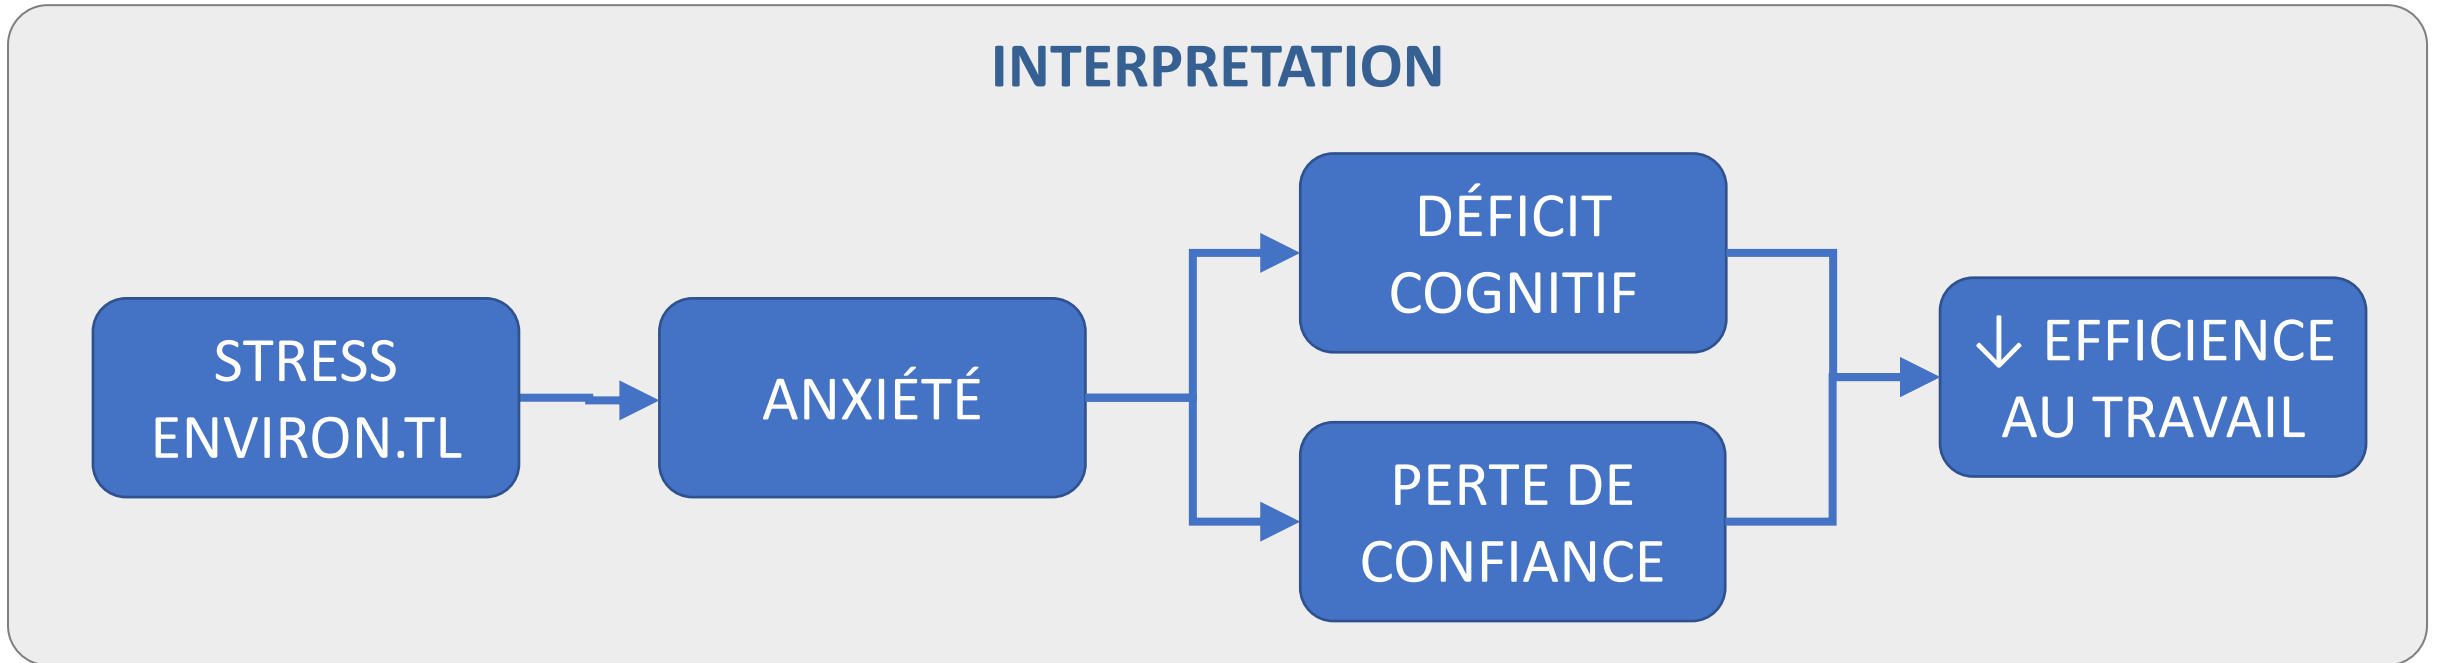 INTERPRETATION
STRESS
ENVIRON.TL
ANXIÉTÉ
DÉFICIT
COGNITIF
PERTE DE
CONFIANCE
↓ EFFICIENCE
AU TRAVAIL